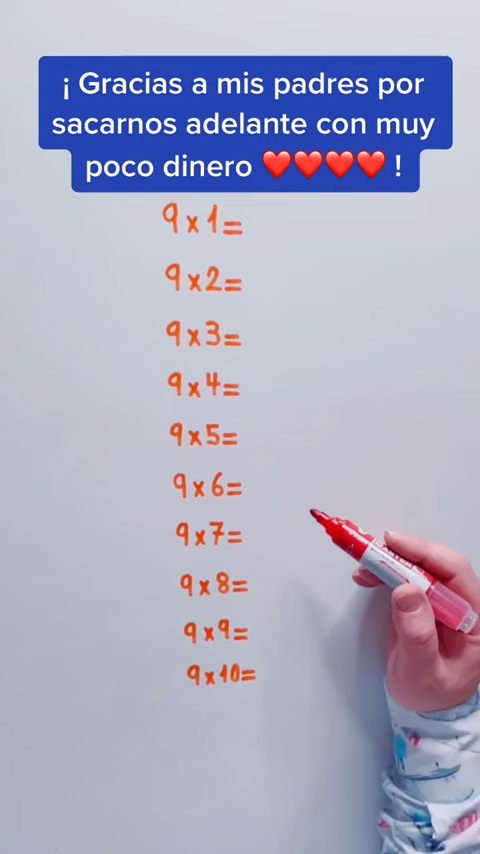 ¡ Gracias a mis padres por
sacarnos adelante con muy
poco dinero ❤️❤️❤️❤️ !
9x1=
9x2=
9x3=
9x4=
9x5=
9x6=
9x7=
9x8=
9x9=
9x10=